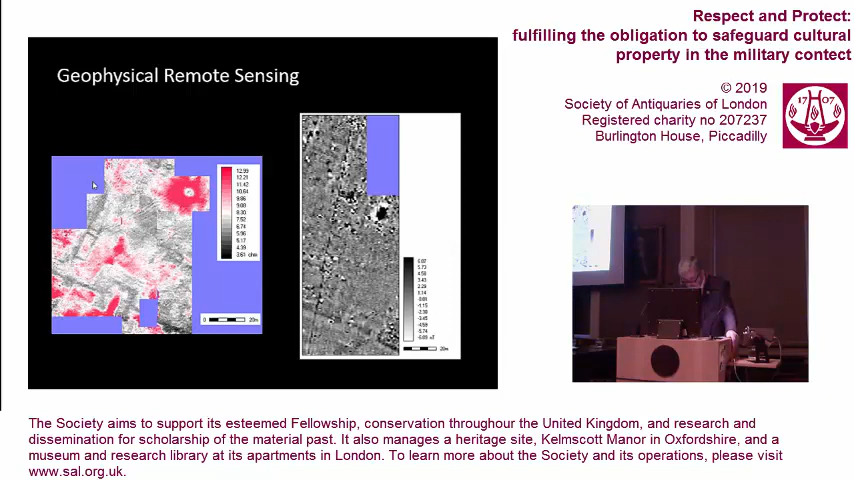 Respect and Protect:
fulfilling the obligation to safeguard cultural
property in the military contect
© 2019
Society of Antiquaries of London
Registered charity no 207237
Burlington House, Piccadilly
17 07
Geophysical Remote Sensing
12.99
12.21
11.42
10.64
9.86
9.08
8.30
7.52
6.74
5.96
5.17
4.39
3.61 ohm
0 20m
20m
The Society aims to support its esteemed Fellowship, conservation throughour the United Kingdom, and research and
dissemination for scholarship of the material past. It also manages a heritage site, Kelmscott Manor in Oxfordshire, and a
museum and research library at its apartments in London. To learn more about the Society and its operations, please visit
www.sal.org.uk.